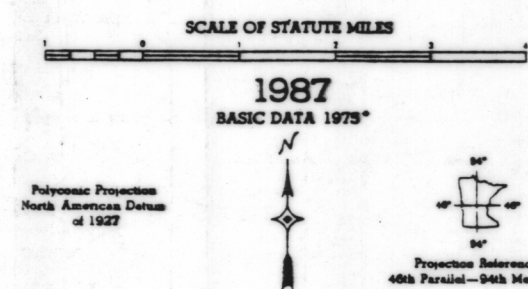 SCALE OF STATUTE MILES
1 0 1 2 3 4
1987
BASIC DATA 1975*
N
Polyconic Projection
North American Datum
of 1927
94°
46° 46°
94°
Projection Referenc
46th Parallel—94th Me